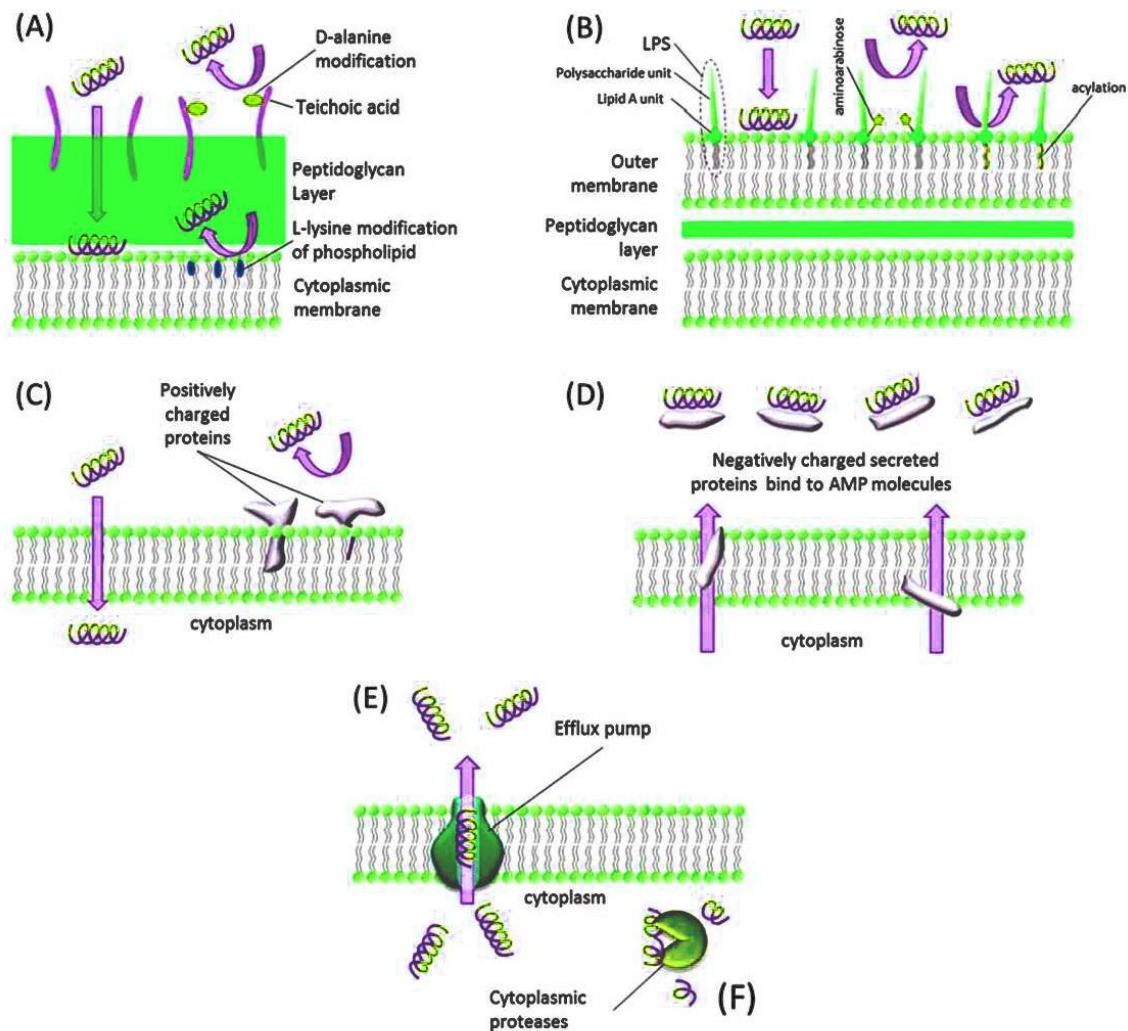 (A)
D-alanine
modification
Teichoic acid
Peptidoglycan
Layer
L-lysine modification
of phospholipid
Cytoplasmic
membrane
(B)
LPS
Polysaccharide unit
Lipid A unit
aminoarabinose
acylation
Outer
membrane
Peptidoglycan
layer
Cytoplasmic
membrane
(C)
Positively
charged
proteins
cytoplasm
(D)
Negatively charged secreted
proteins bind to AMP molecules
cytoplasm
(E)
Efflux pump
cytoplasm
Cytoplasmic
proteases
(F)